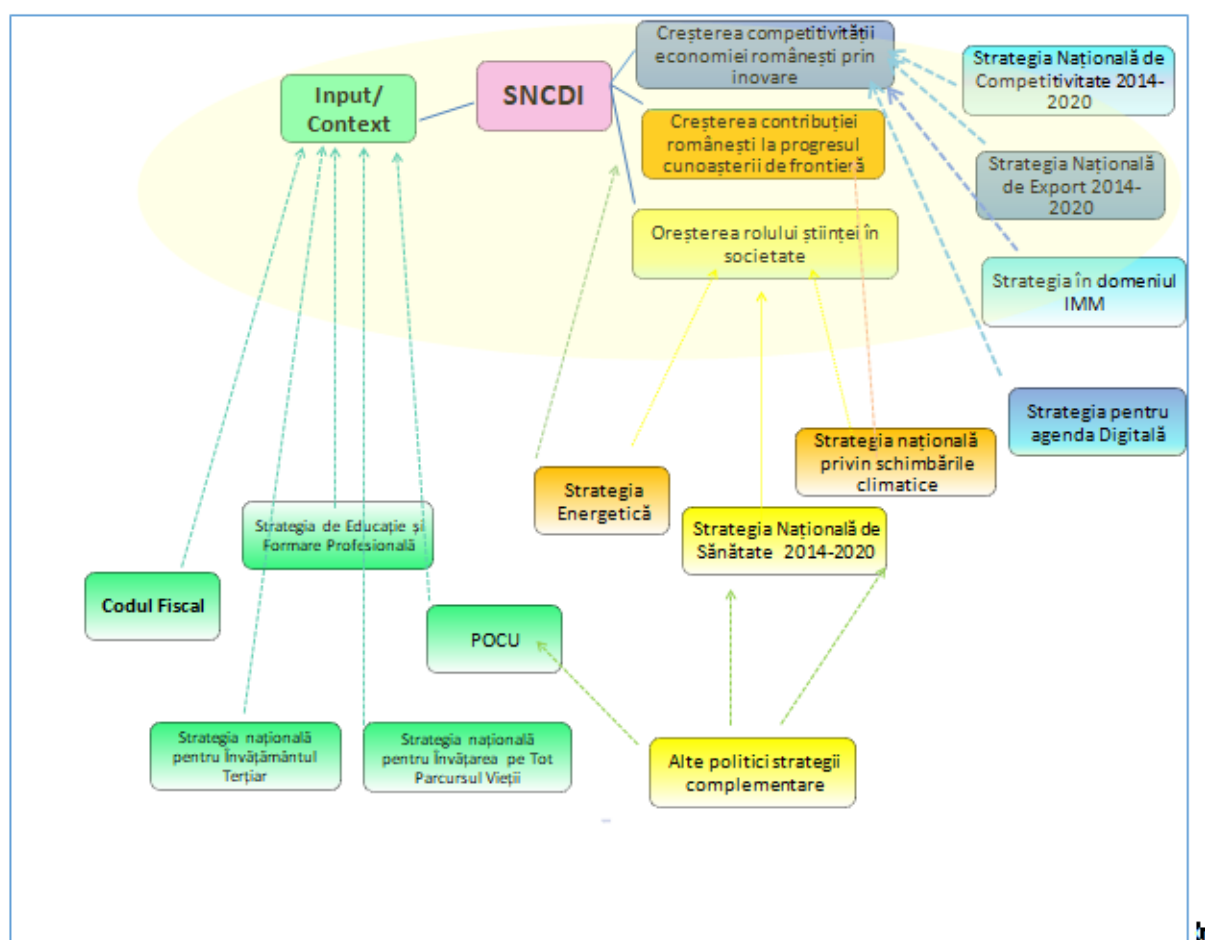 Creșterea competitivității
economiei românești prin
inovare
Strategia Națională de
Competitivitate 2014-
2020
Input/
Context
SNCDI
Creșterea contribuției
românești la progresul
cunoașterii de frontieră
Strategia Națională
de Export 2014-
2020
Oreșterea rolului științei în
societate
Strategia în domeniul
IMM
Strategia pentru
agenda Digitală
Strategia națională
privin schimbările
climatice
Strategia
Energetică
Strategia de Educație și
Formare Profesională
Strategia Națională de
Sănătate 2014-2020
Codul Fiscal
POCU
Strategia națională
pentru Învățământul
Terțiar
Strategia națională
pentru Învățarea pe Tot
Parcursul Vieții
Alte politici strategii
complementare